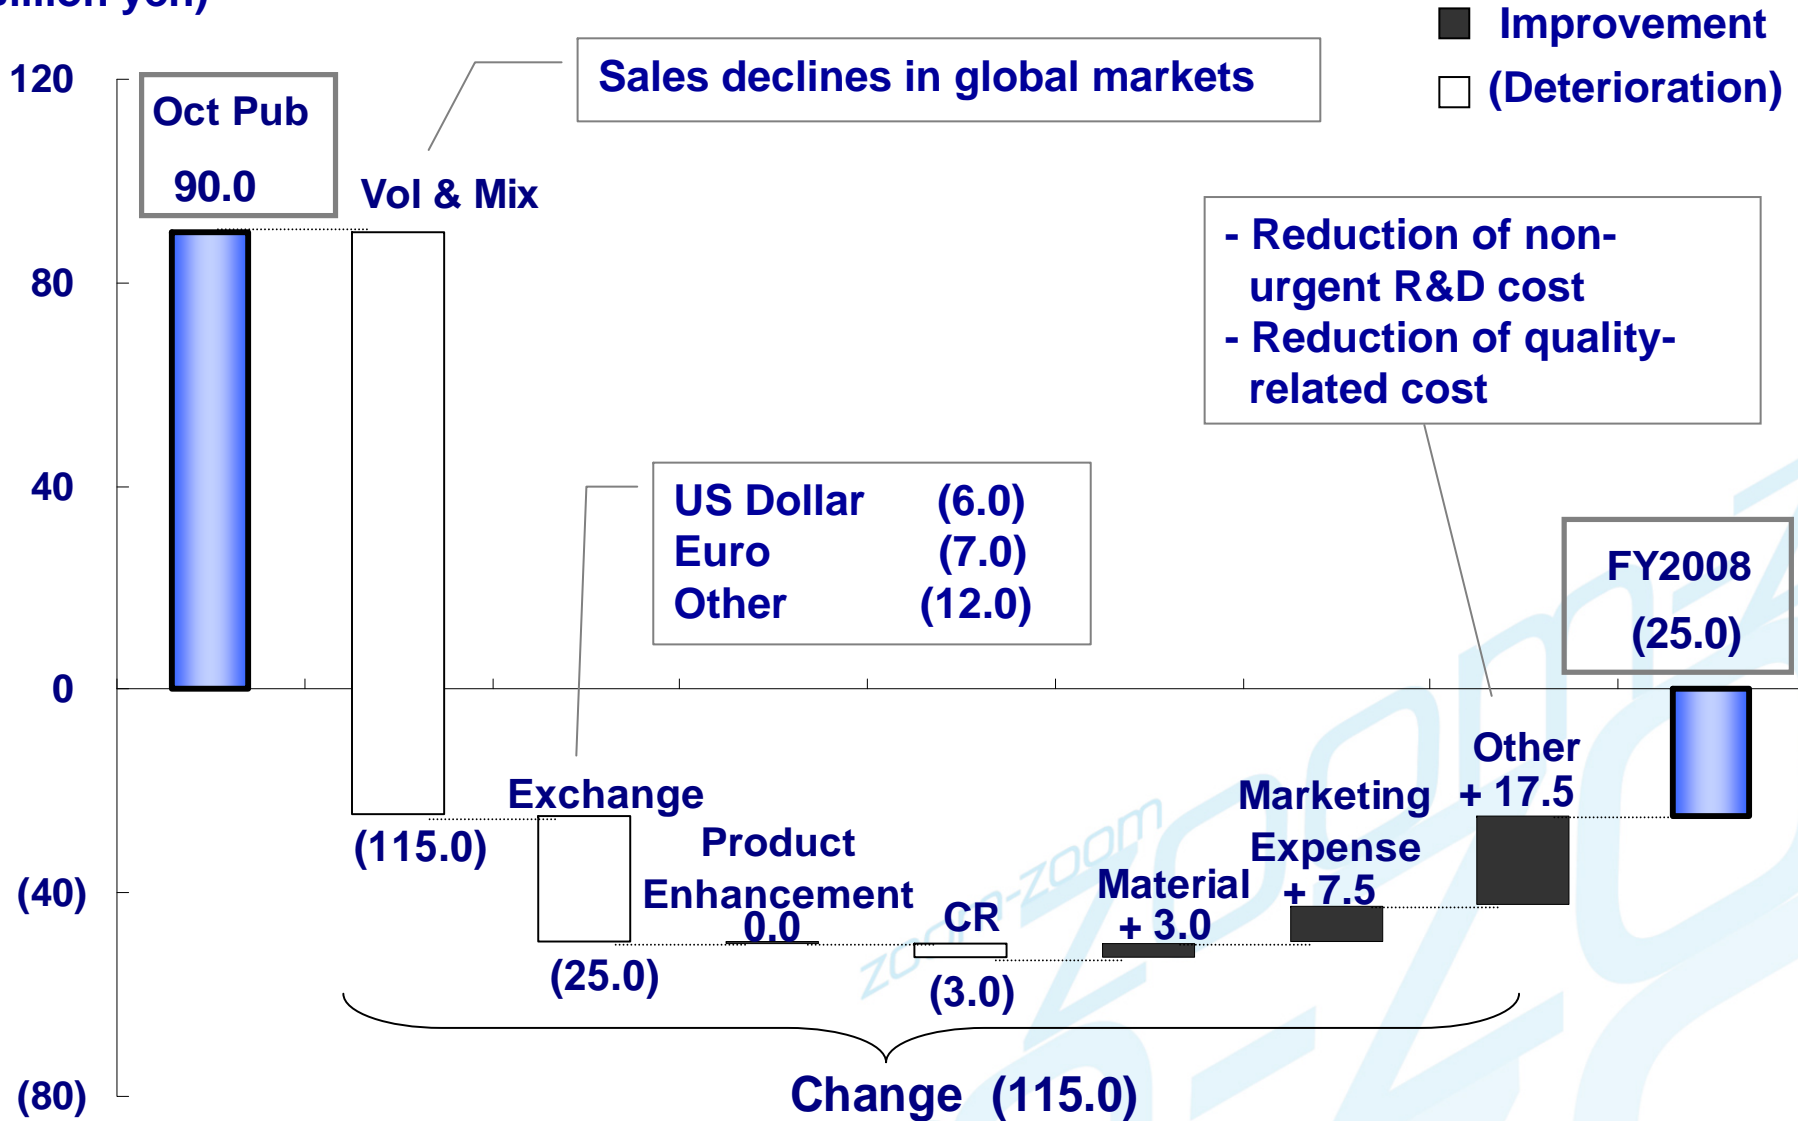 Improvement
(Deterioration)
120
80
40
0
(40)
(80)
Oct Pub
90.0
Sales declines in global markets
Vol & Mix
(115.0)
- Reduction of non-
urgent R&D cost
- Reduction of quality-
related cost
US Dollar (6.0)
Euro (7.0)
Other (12.0)
Exchange
(25.0)
Product
Enhancement
0.0
CR
(3.0)
Material
+ 3.0
Marketing
Expense
+ 7.5
Other
+ 17.5
FY2008
(25.0)
Change (115.0)
zoom-zoom